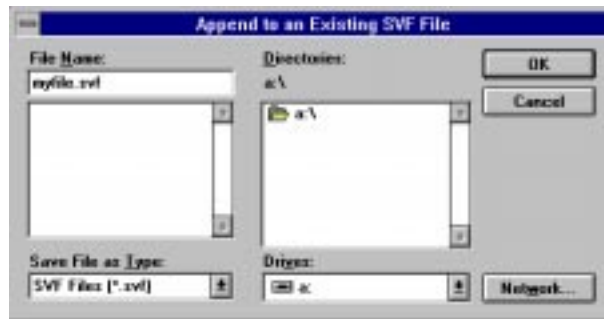 Append to an Existing SVF File
File Name:
myfile.svf
Directories:
a:\
a:\
OK
Cancel
Save File as Type:
SVF Files (*.svf)
Drives:
a:
Network...